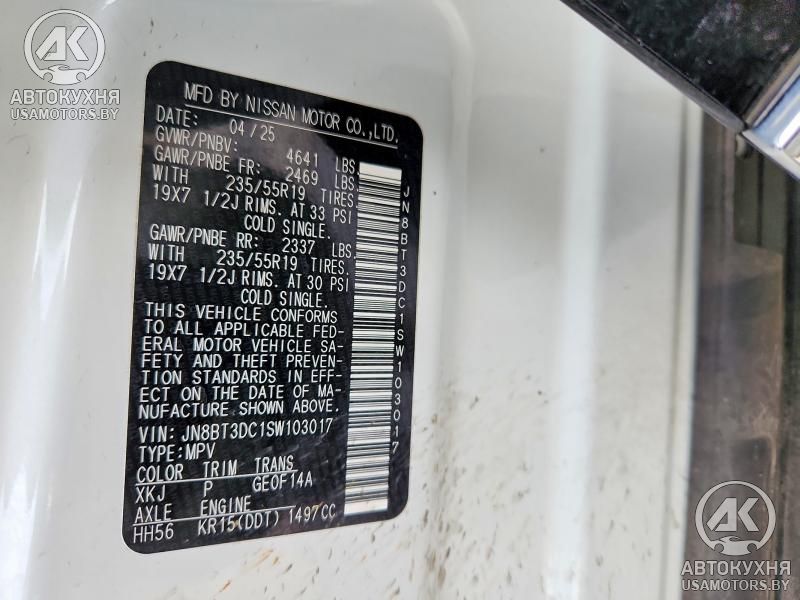 AK
АВТОКУХНЯ
USAMOTORS.BY
MFD BY NISSAN MOTOR CO.,LTD.
DATE: 04/25
GVWR/PNBV: 4641 LBS.
GAWR/PNBE FR: 2469 LBS.
WITH 235/55R19 TIRES.
19X7 1/2J RIMS. AT 33 PSI
COLD SINGLE.
GAWR/PNBE RR: 2337 LBS.
WITH 235/55R19 TIRES.
19X7 1/2J RIMS. AT 30 PSI
COLD SINGLE.
THIS VEHICLE CONFORMS
TO ALL APPLICABLE FED-
ERAL MOTOR VEHICLE SA-
FETY AND THEFT PREVEN-
TION STANDARDS IN EFF-
ECT ON THE DATE OF MA-
NUFACTURE SHOWN ABOVE.
VIN: JN8BT3DC1SW103017
TYPE:MPV
COLOR TRIM TRANS
XKJ P GE0F14A
AXLE ENGINE
HH56 KR15(DDT) 1497CC
JN8BT3DC1SW103017
AK
АВТОКУХНЯ
USAMOTORS.BY